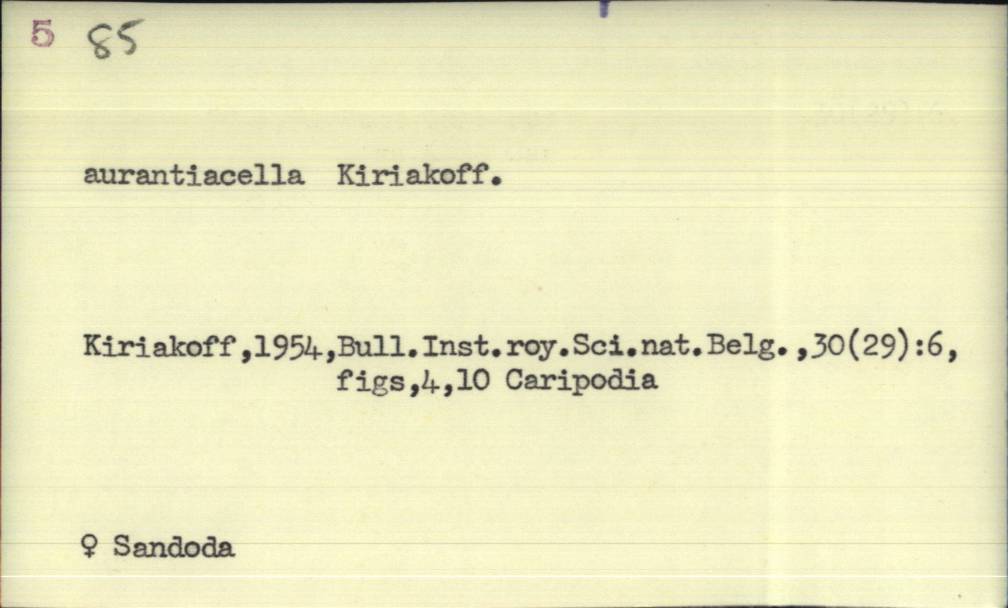 5 85
aurantiacella Kiriakoff.
Kiriakoff,1954,Bull.Inst.roy.Sci.nat.Belg.,30(29):6,
figs,4,10 Caripodia
♀ Sandoda